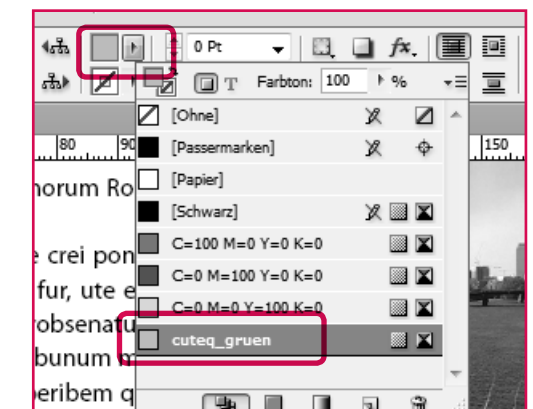 0 Pt
fx.
T Farbton: 100 %
[Ohne]
80 90 150
[Passermarken]
norum Ro
[Papier]
[Schwarz]
e crei pon
C=100 M=0 Y=0 K=0
fur, ute e
C=0 M=100 Y=0 K=0
robsenatu
C=0 M=0 Y=100 K=0
cuteq_gruen
bunum m
peribem q